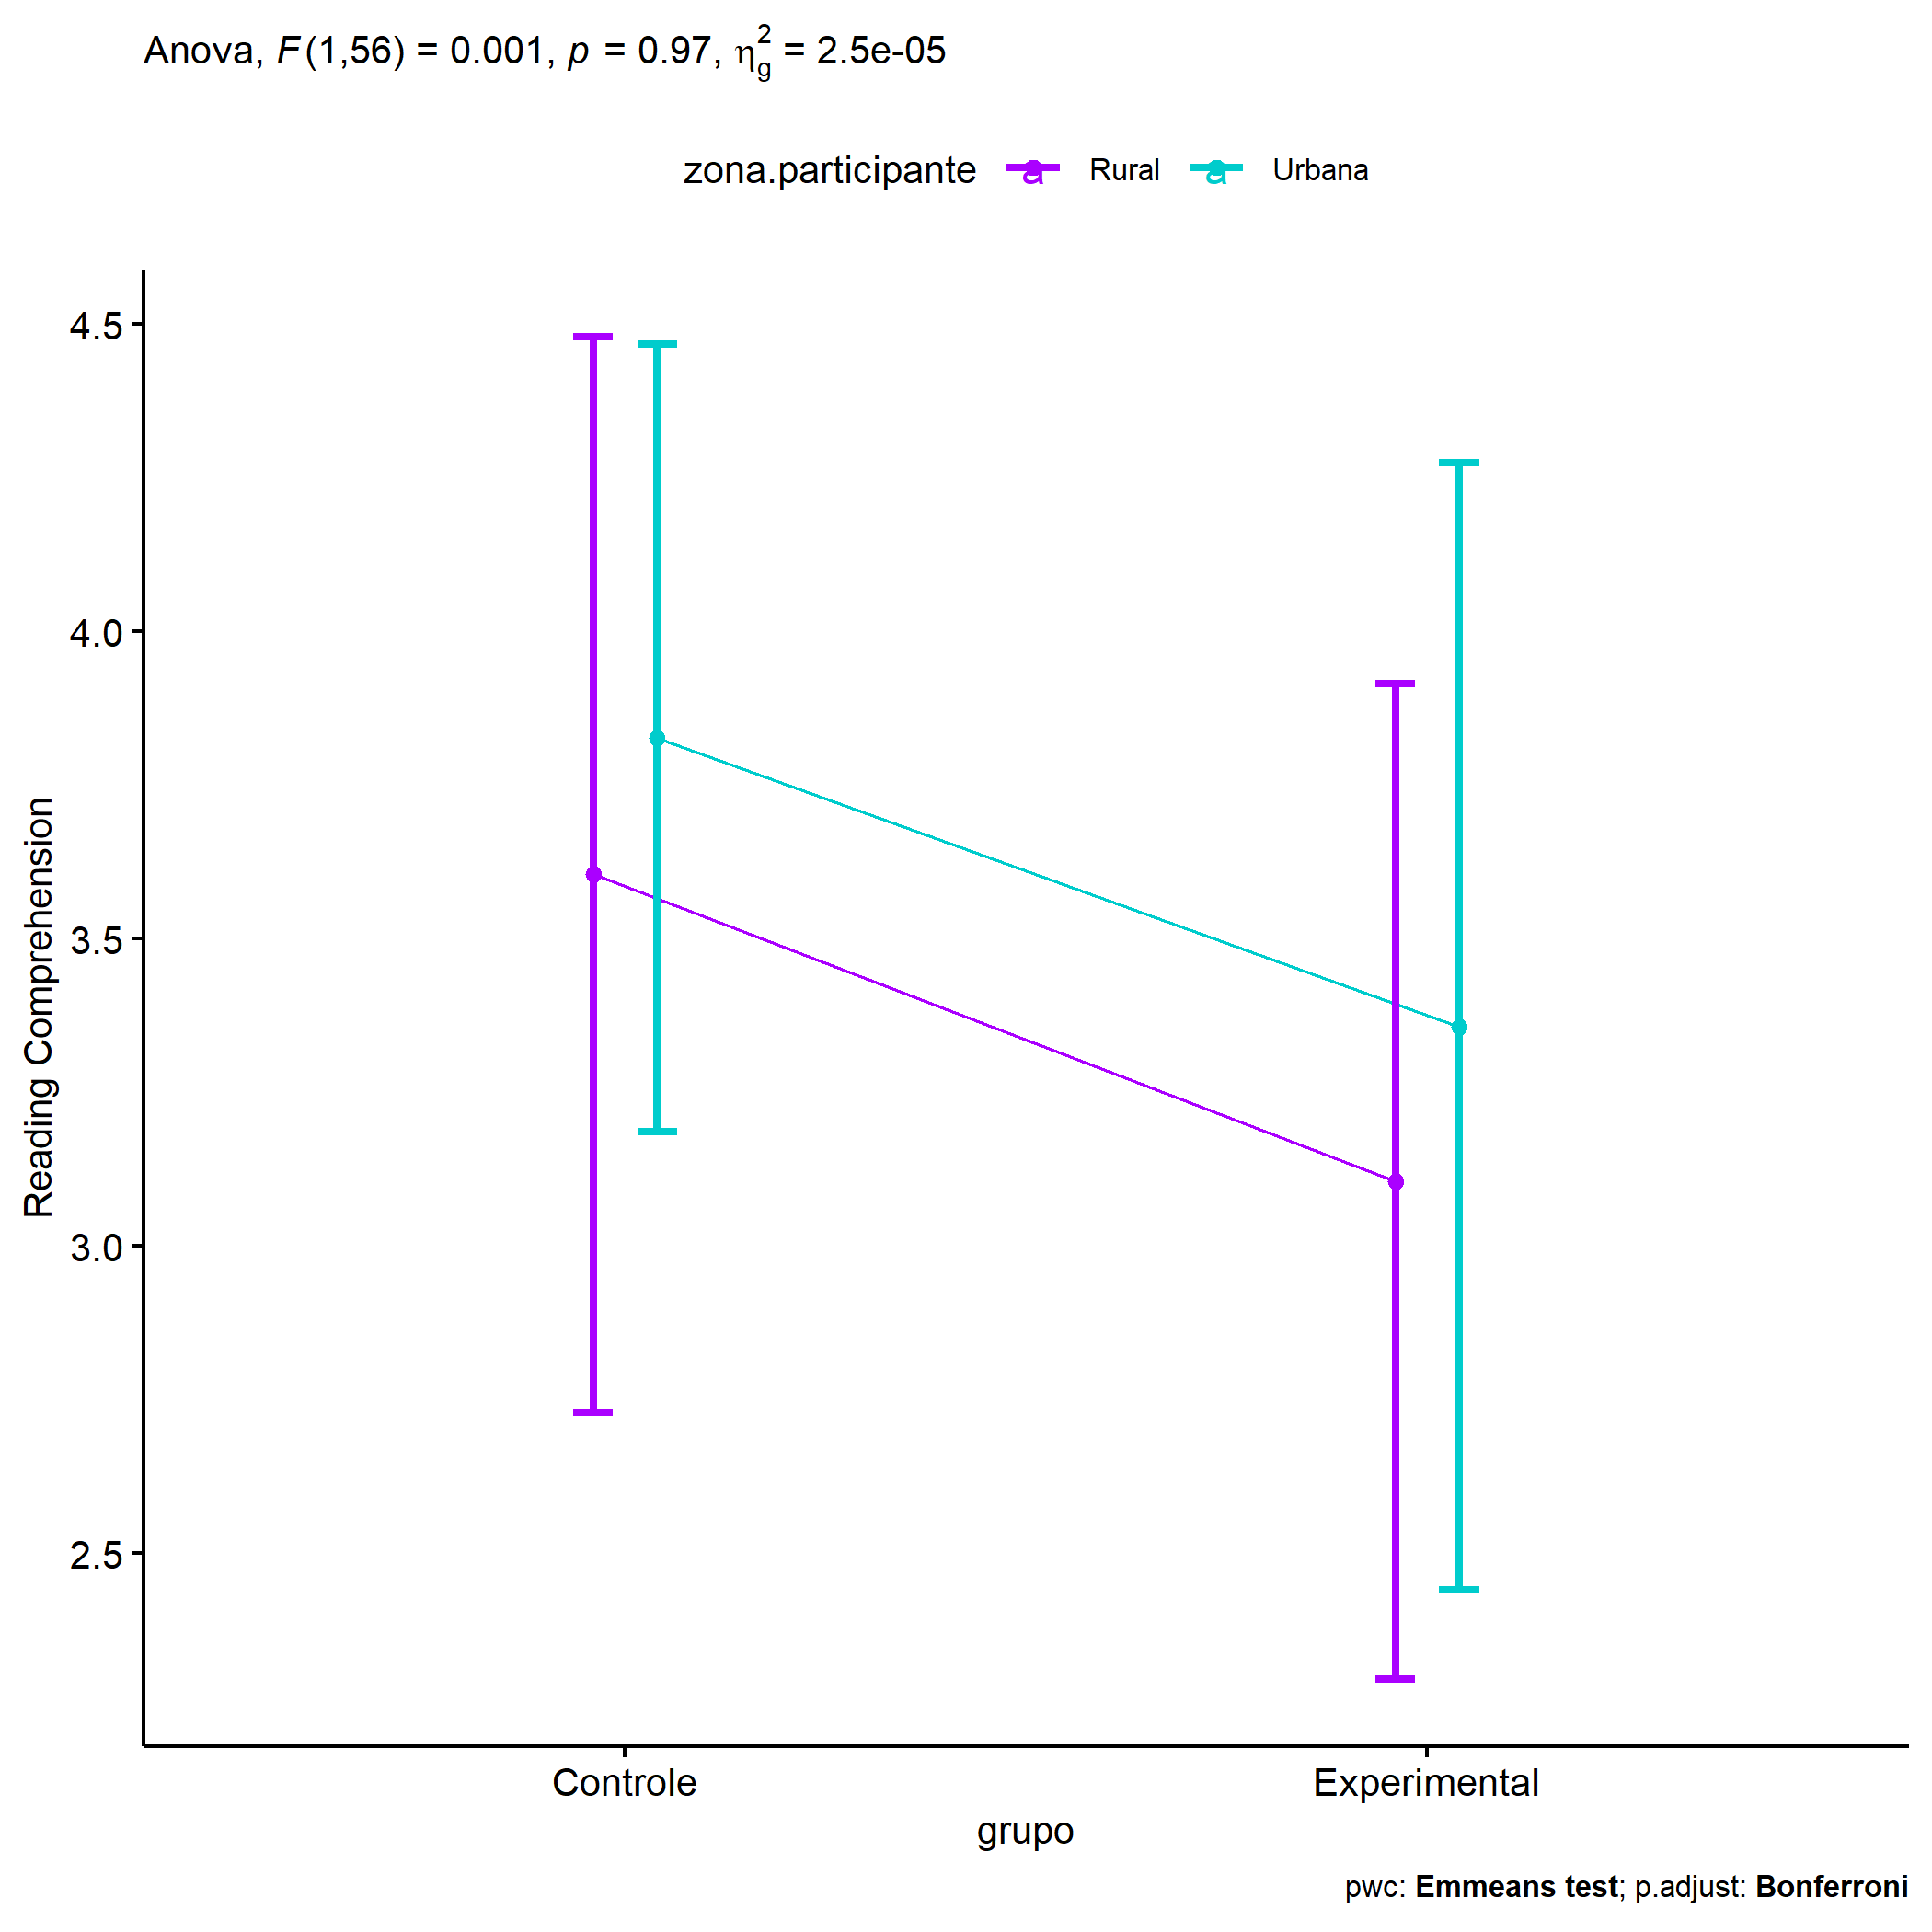 Anova, F(1,56) = 0.001, p = 0.97, η²g = 2.5e-05
zona.participante a Rural a Urbana
4.5
4.0
3.5
3.0
2.5
Reading Comprehension
Controle Experimental
grupo
pwc: Emmeans test; p.adjust: Bonferroni